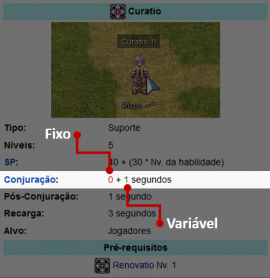 Curatio
Curatio !!
Bispo
Tipo: Suporte
Níveis: 5
Fixo
SP: 40 + (30 * Nv. da habilidade)
Conjuração: 0 + 1 segundos
Pós-Conjuração: 1 segundo
Recarga: 3 segundos
Variável
Alvo: Jogadores
Pré-requisitos
Renovatio Nv. 1